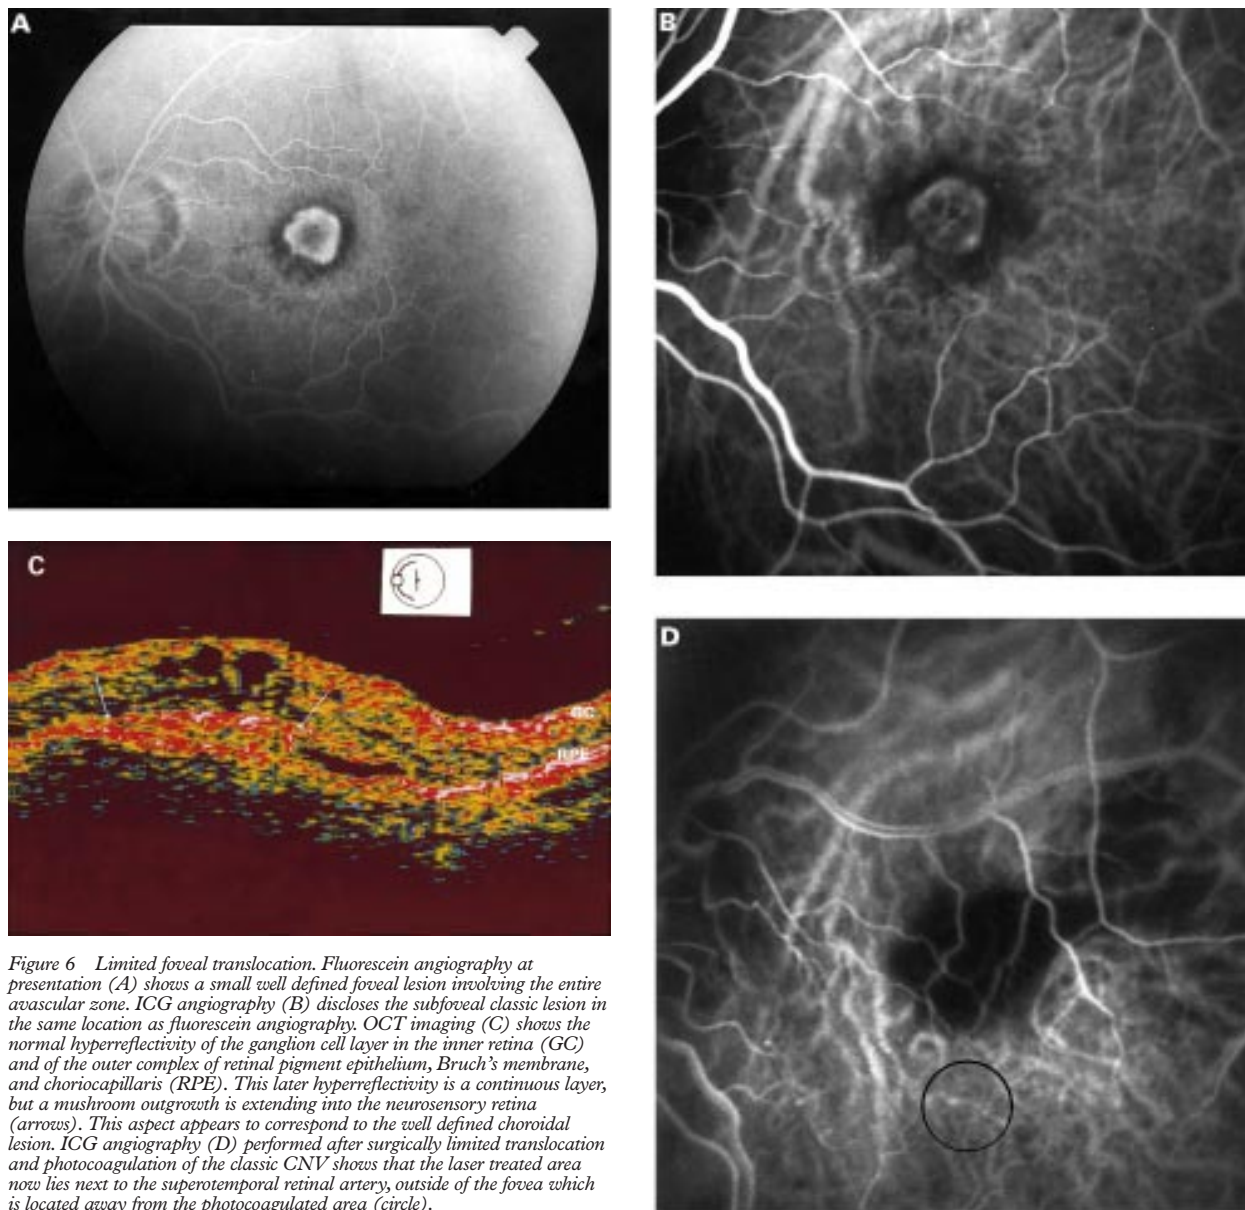 A
B
C
GC
RPE
D
Figure 6 Limited foveal translocation. Fluorescein angiography at
presentation (A) shows a small well defined foveal lesion involving the entire
avascular zone. ICG angiography (B) discloses the subfoveal classic lesion in
the same location as fluorescein angiography. OCT imaging (C) shows the
normal hyperreflectivity of the ganglion cell layer in the inner retina (GC)
and of the outer complex of retinal pigment epithelium, Bruch's membrane,
and choriocapillaris (RPE). This later hyperreflectivity is a continuous layer,
but a mushroom outgrowth is extending into the neurosensory retina
(arrows). This aspect appears to correspond to the well defined choroidal
lesion. ICG angiography (D) performed after surgically limited translocation
and photocoagulation of the classic CNV shows that the laser treated area
now lies next to the superotemporal retinal artery, outside of the fovea which
is located away from the photocoagulated area (circle).